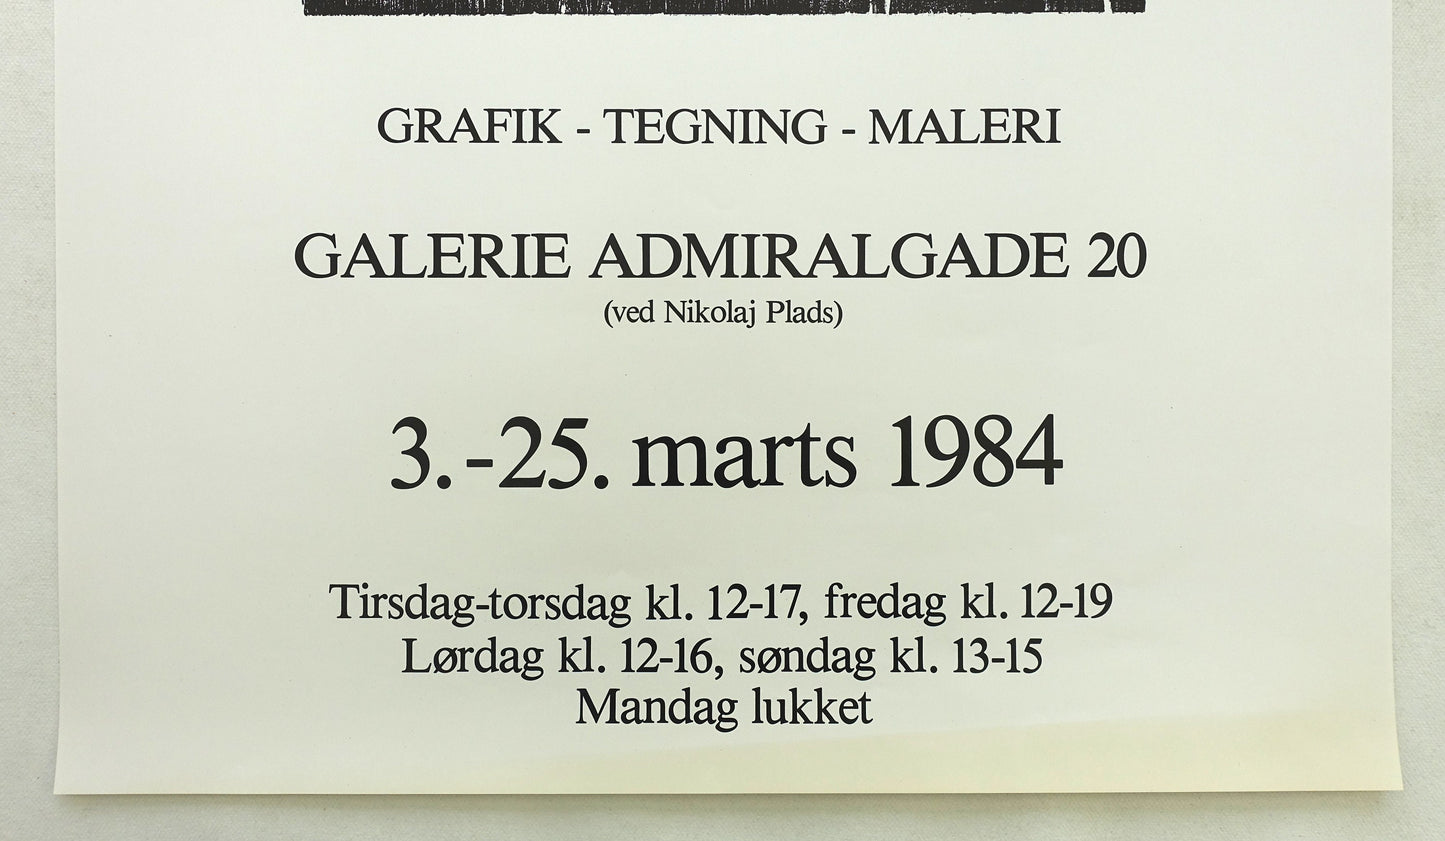 GRAFIK - TEGNING - MALERI
GALERIE ADMIRALGADE 20
(ved Nikolaj Plads)
3.-25. marts 1984
Tirsdag-torsdag kl. 12-17, fredag kl. 12-19
Lørdag kl. 12-16, søndag kl. 13-15
Mandag lukket